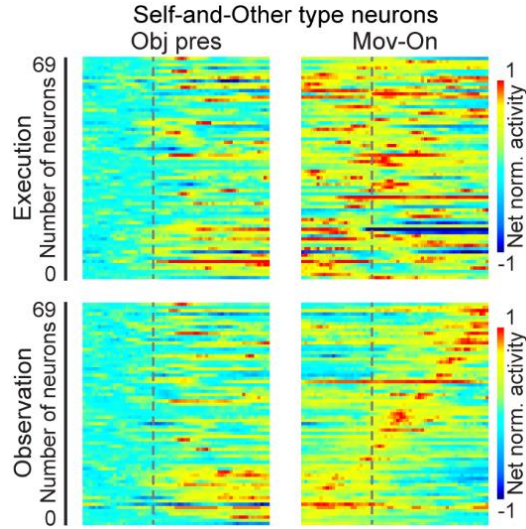 Self-and-Other type neurons
Obj pres
Mov-On
Execution
Number of neurons
69
0
1
Net norm. activity
-1
Observation
Number of neurons
69
0
1
Net norm. activity
-1